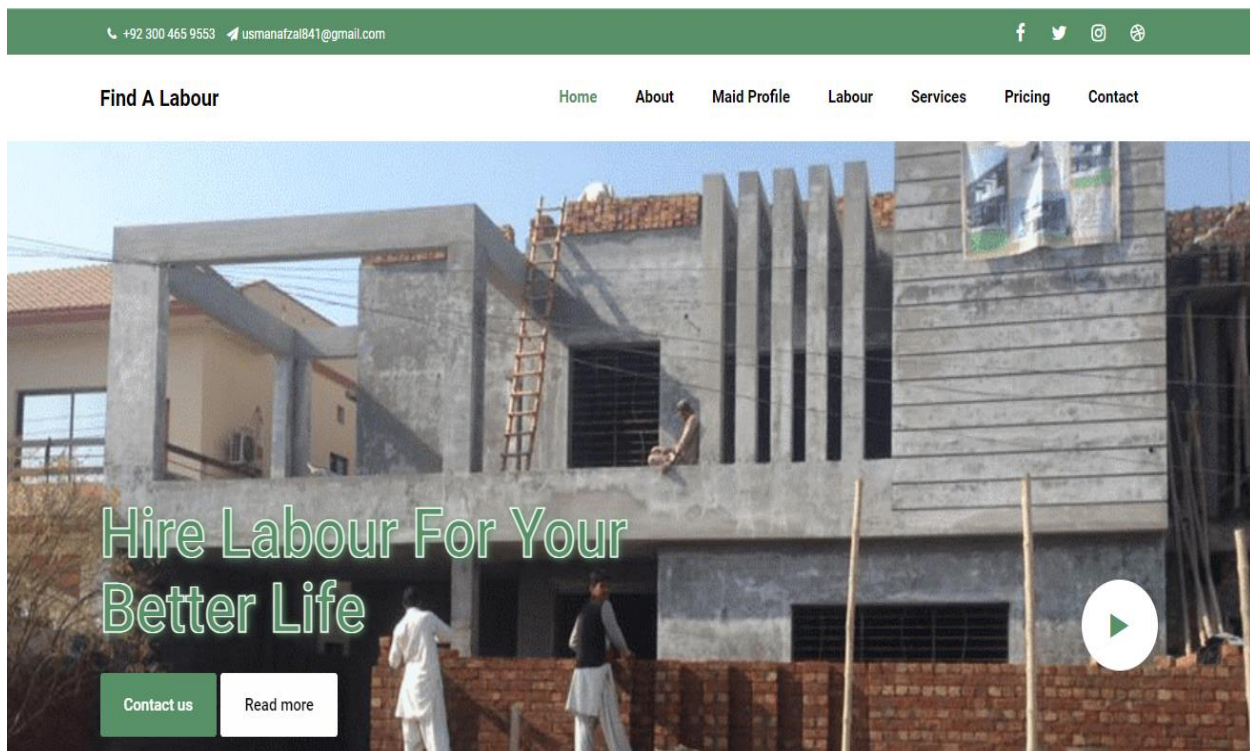 +92 300 465 9553 usmanafzal841@gmail.com
Find A Labour
Home About Maid Profile Labour Services Pricing Contact
Hire Labour For Your
Better Life
Contact us Read more